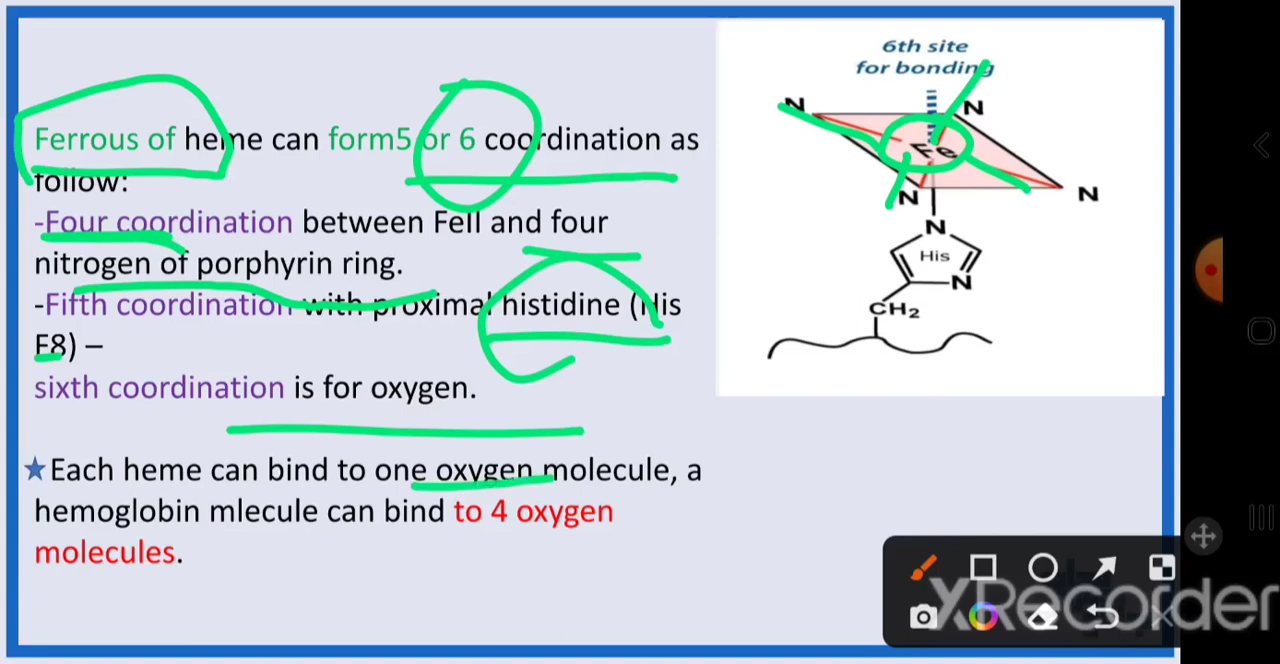 Ferrous of heme can form5 or 6 coordination as
follow:
-Four coordination between FeII and four
nitrogen of porphyrin ring.
-Fifth coordination with proximal histidine (His
F8) –
sixth coordination is for oxygen.
★Each heme can bind to one oxygen molecule, a
hemoglobin mlecule can bind to 4 oxygen
molecules.
6th site
for bonding
N
N
Fe
N
N
N
His
N
CH₂
XRecorder